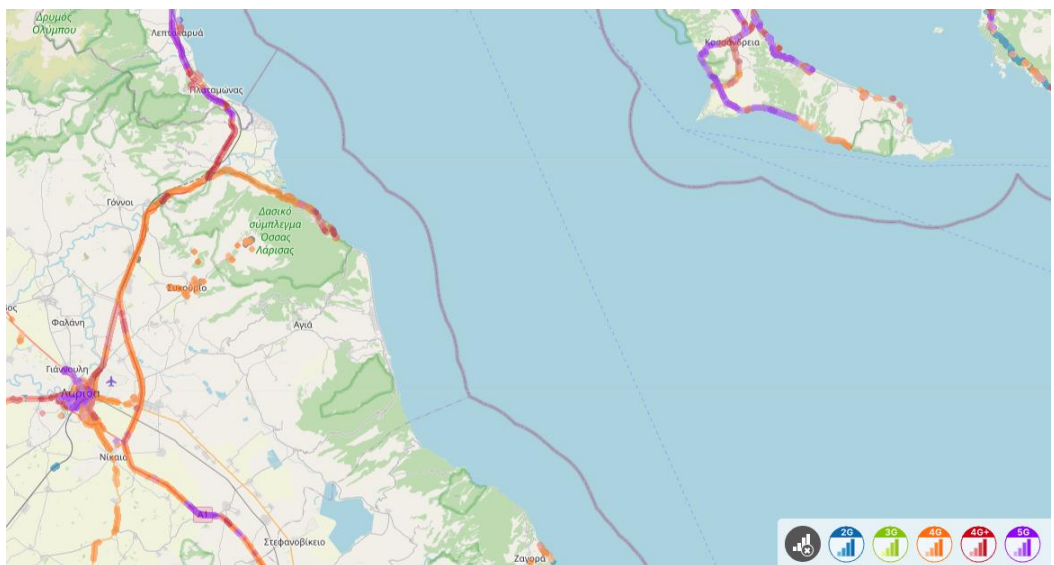 Δρυμός
Ολύμπου
Λεπτοκαρυά
Κασσάνδρεια
Πλαταμώνας
Γόννοι
Δασικό
σύμπλεγμα
Όσσας
Λάρισας
Συκούριο
Φαλάνη
Αγιά
Γιάννουλη
Λάρισα
Νίκαια
A1
Στεφανοβίκειο
Ζαγορά
2G
3G
4G
4G+
5G